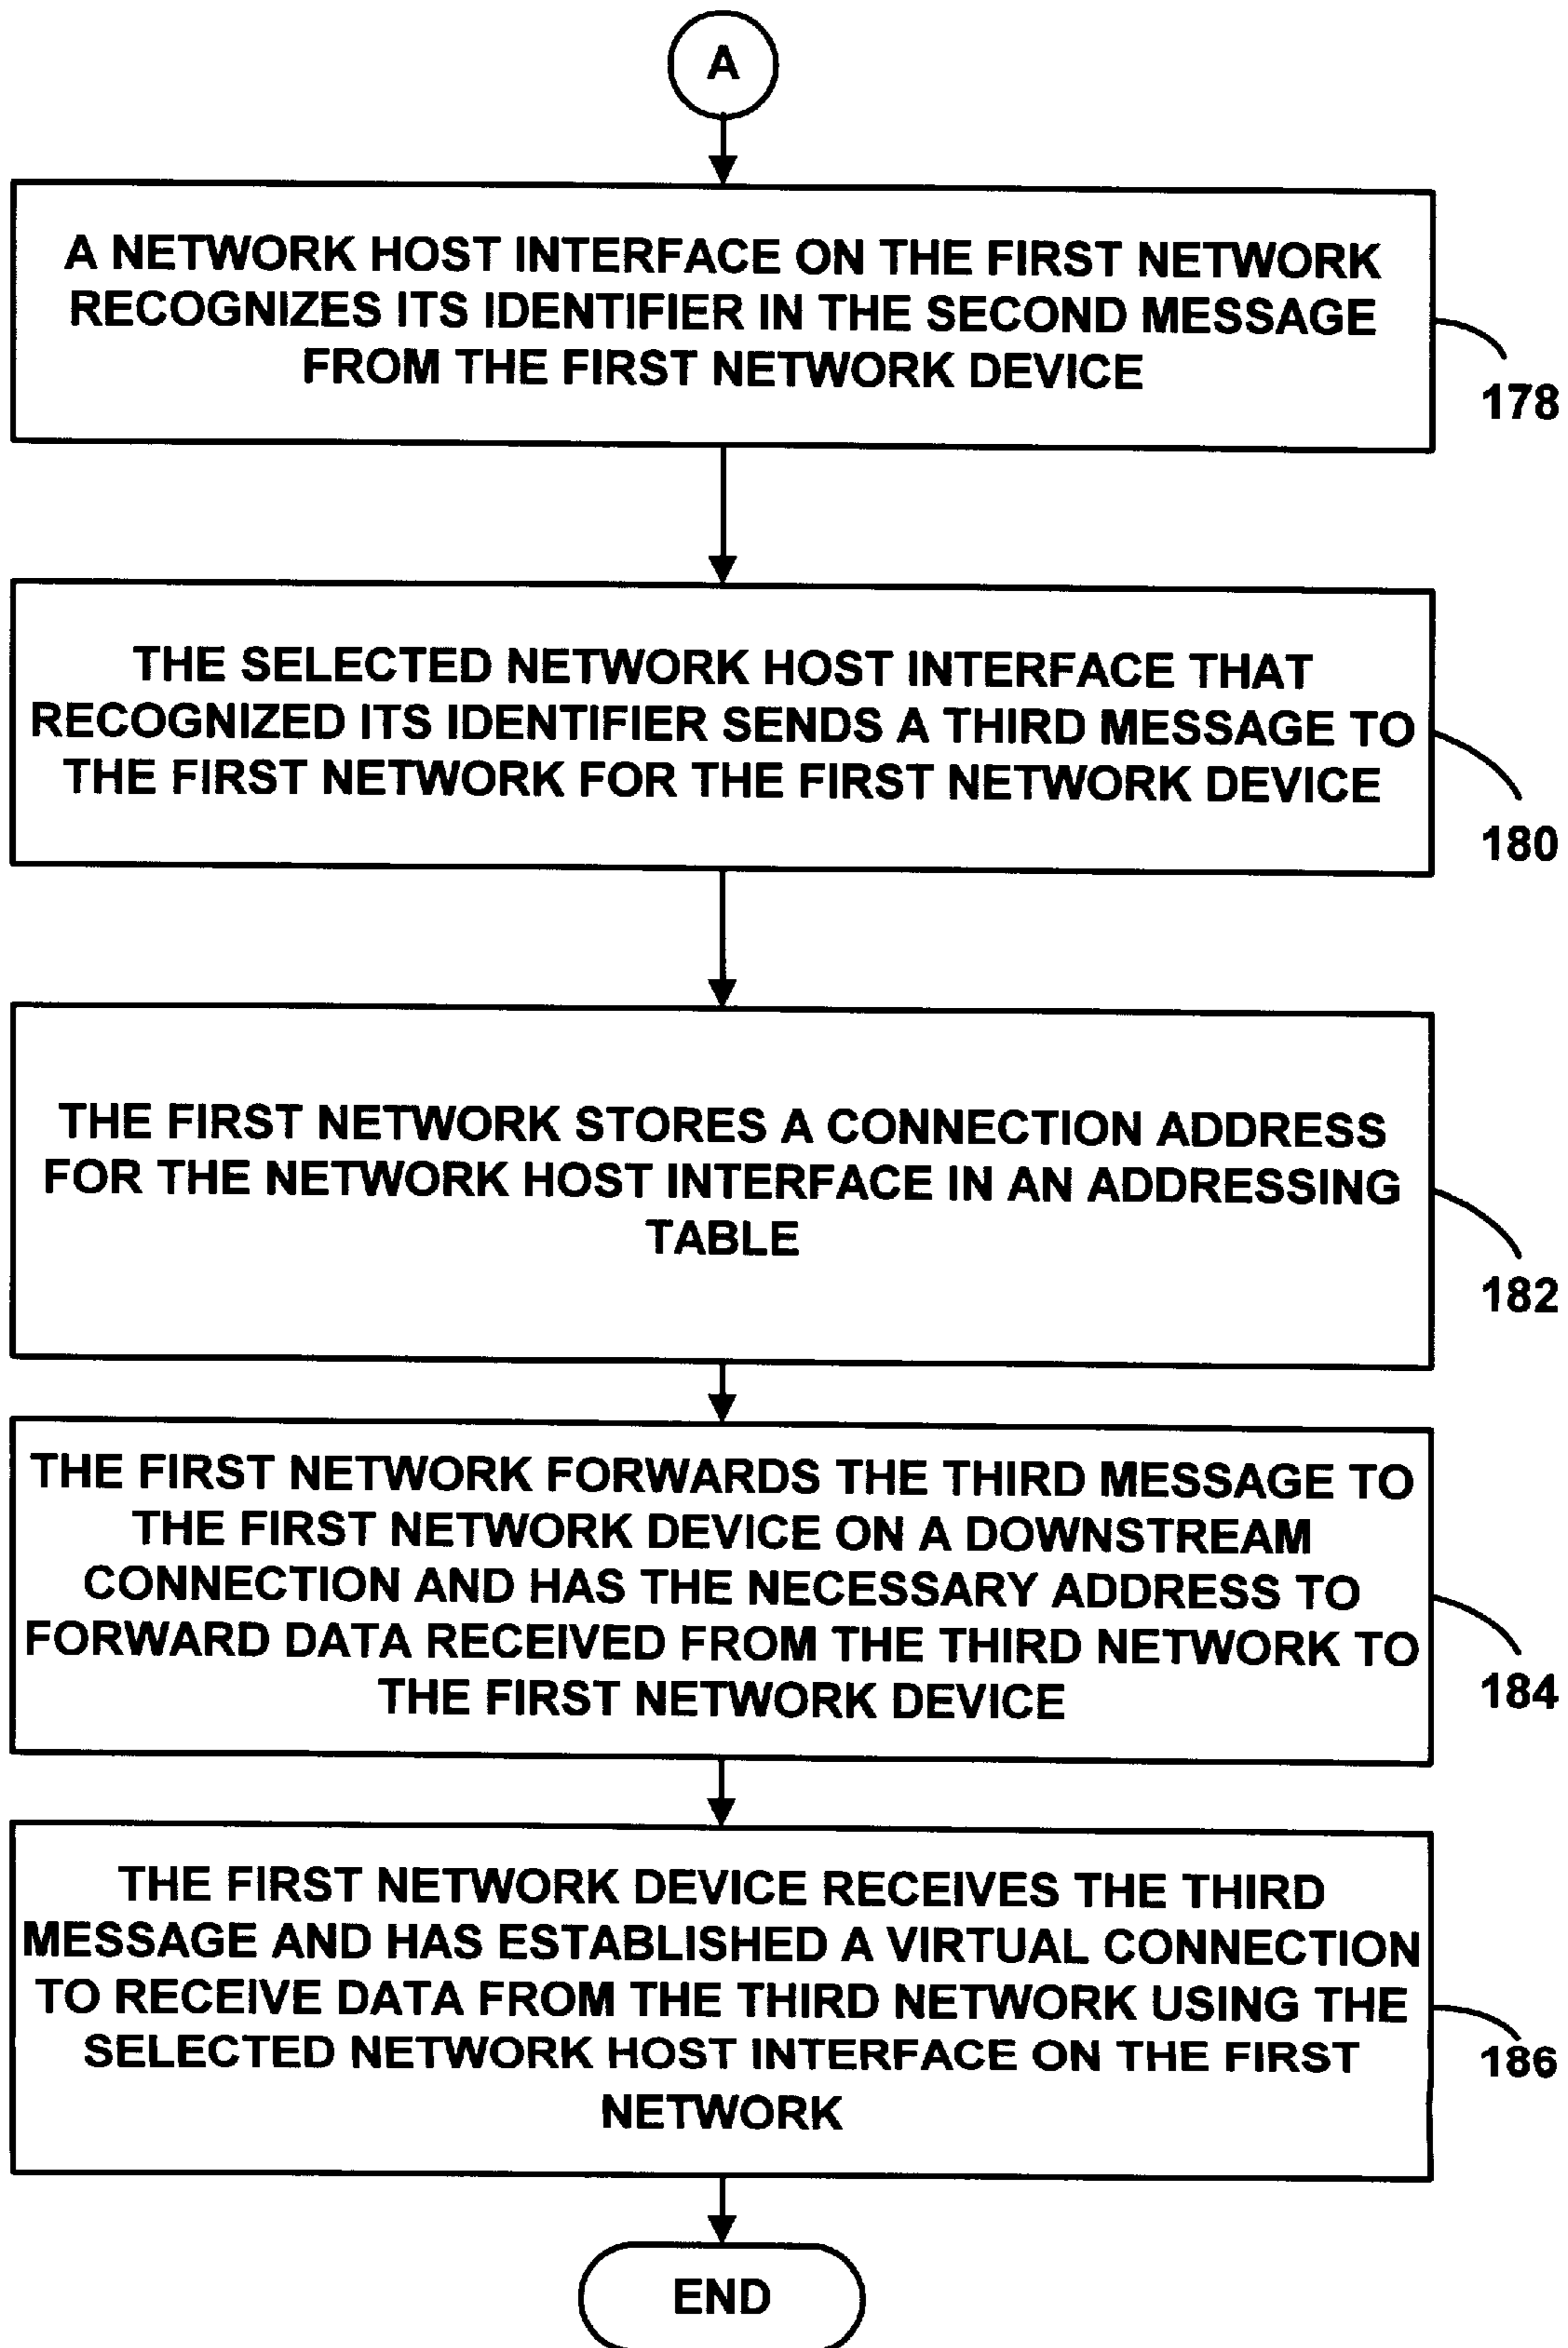 A
A NETWORK HOST INTERFACE ON THE FIRST NETWORK
RECOGNIZES ITS IDENTIFIER IN THE SECOND MESSAGE
FROM THE FIRST NETWORK DEVICE
178
THE SELECTED NETWORK HOST INTERFACE THAT
RECOGNIZED ITS IDENTIFIER SENDS A THIRD MESSAGE TO
THE FIRST NETWORK FOR THE FIRST NETWORK DEVICE
180
THE FIRST NETWORK STORES A CONNECTION ADDRESS
FOR THE NETWORK HOST INTERFACE IN AN ADDRESSING
TABLE
182
THE FIRST NETWORK FORWARDS THE THIRD MESSAGE TO
THE FIRST NETWORK DEVICE ON A DOWNSTREAM
CONNECTION AND HAS THE NECESSARY ADDRESS TO
FORWARD DATA RECEIVED FROM THE THIRD NETWORK TO
THE FIRST NETWORK DEVICE
184
THE FIRST NETWORK DEVICE RECEIVES THE THIRD
MESSAGE AND HAS ESTABLISHED A VIRTUAL CONNECTION
TO RECEIVE DATA FROM THE THIRD NETWORK USING THE
SELECTED NETWORK HOST INTERFACE ON THE FIRST
NETWORK
186
END